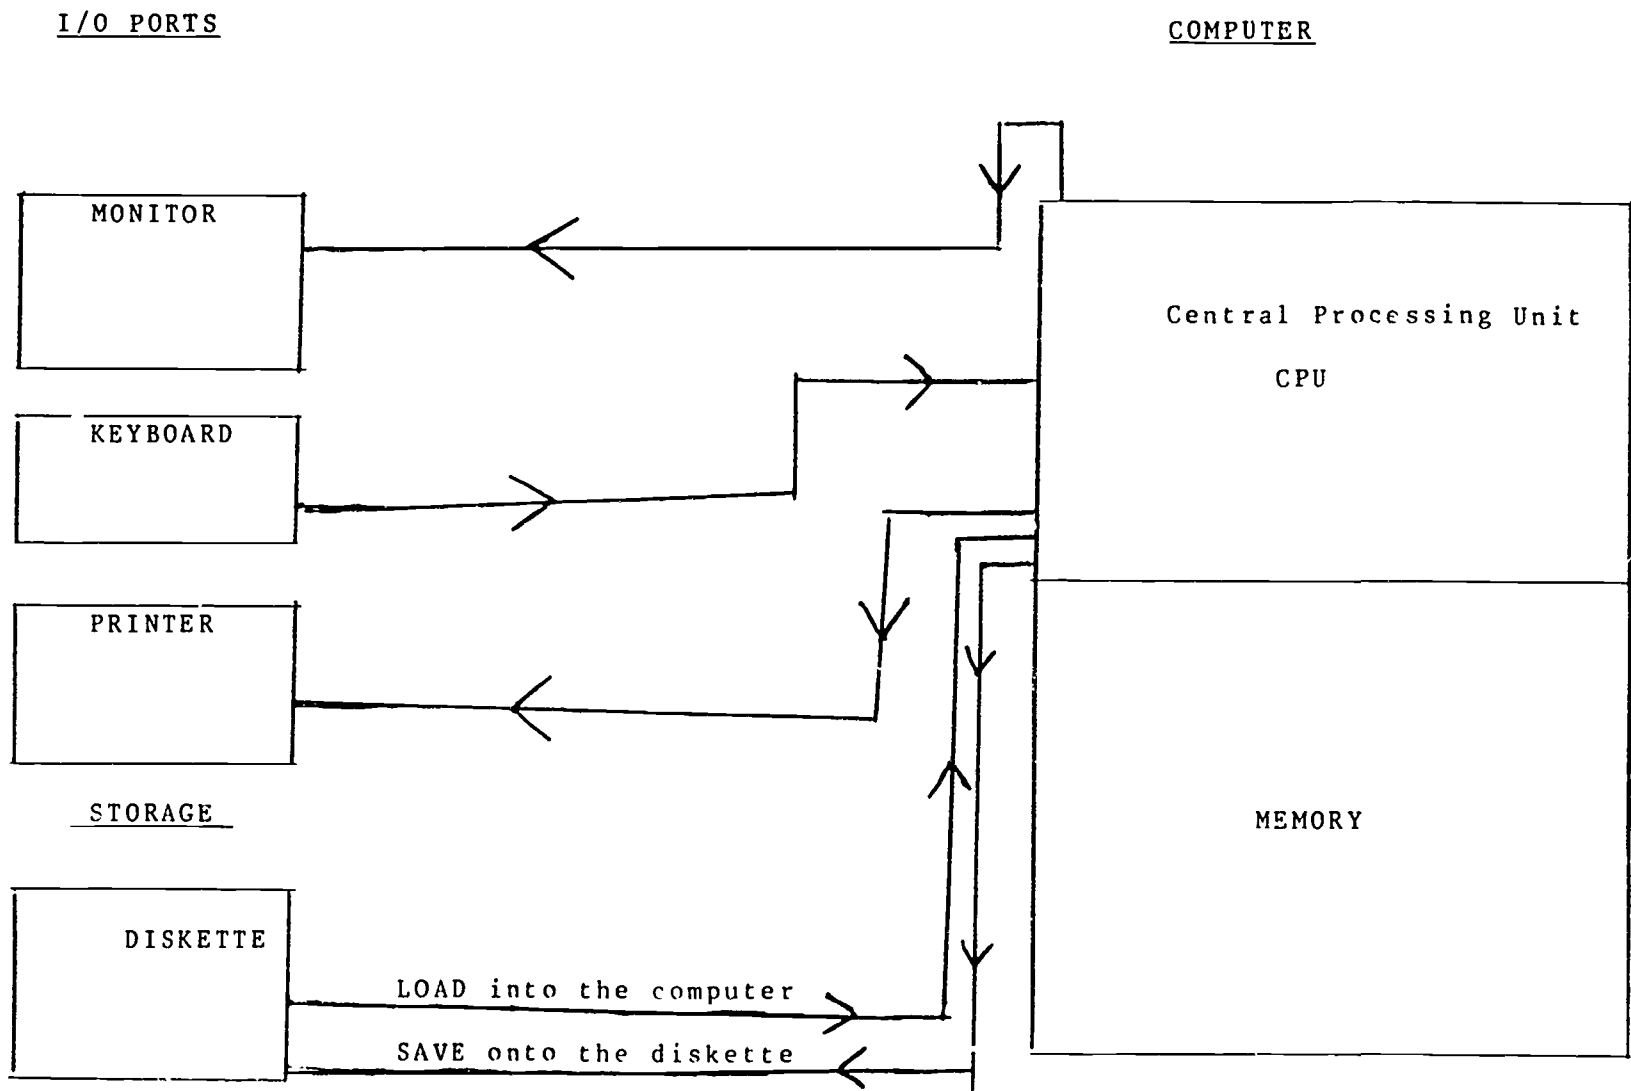 I/O PORTS
COMPUTER
MONITOR
Central Processing Unit
CPU
KEYBOARD
PRINTER
STORAGE
MEMORY
DISKETTE
LOAD into the computer
SAVE onto the diskette